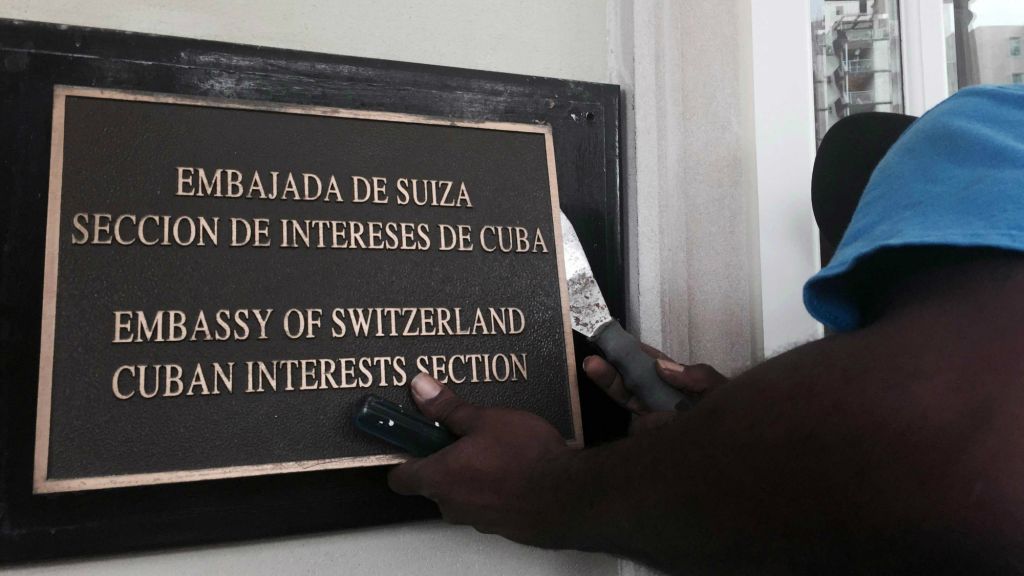 EMBAJADA DE SUIZA
SECCION DE INTERESES DE CUBA
EMBASSY OF SWITZERLAND
CUBAN INTERESTS SECTION